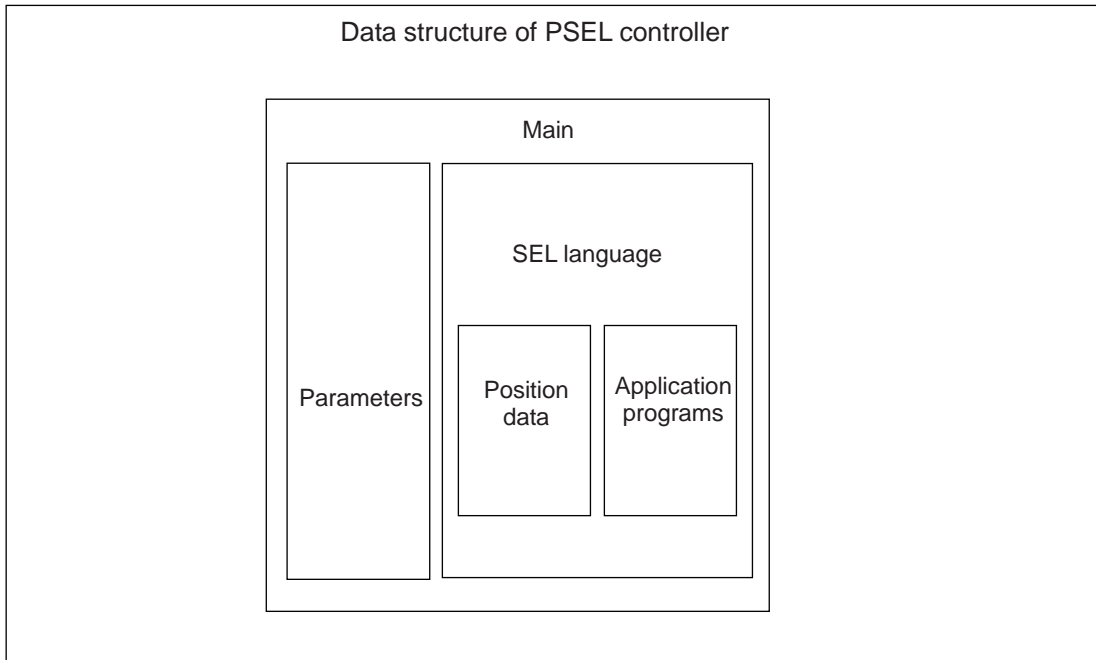 Data structure of PSEL controller
Main
SEL language
Parameters
Position
data
Application
programs